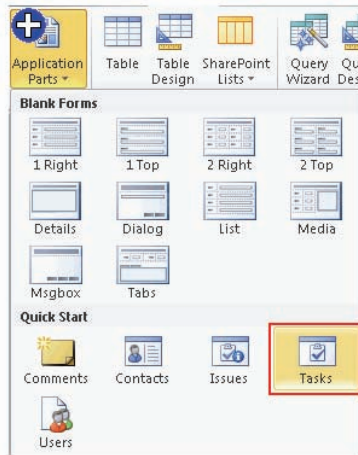 Application Parts
Table
Table Design
SharePoint Lists
Query Wizard
Blank Forms
1 Right
1 Top
2 Right
2 Top
Details
Dialog
List
Media
Msgbox
Tabs
Quick Start
Comments
Contacts
Issues
Tasks
Users